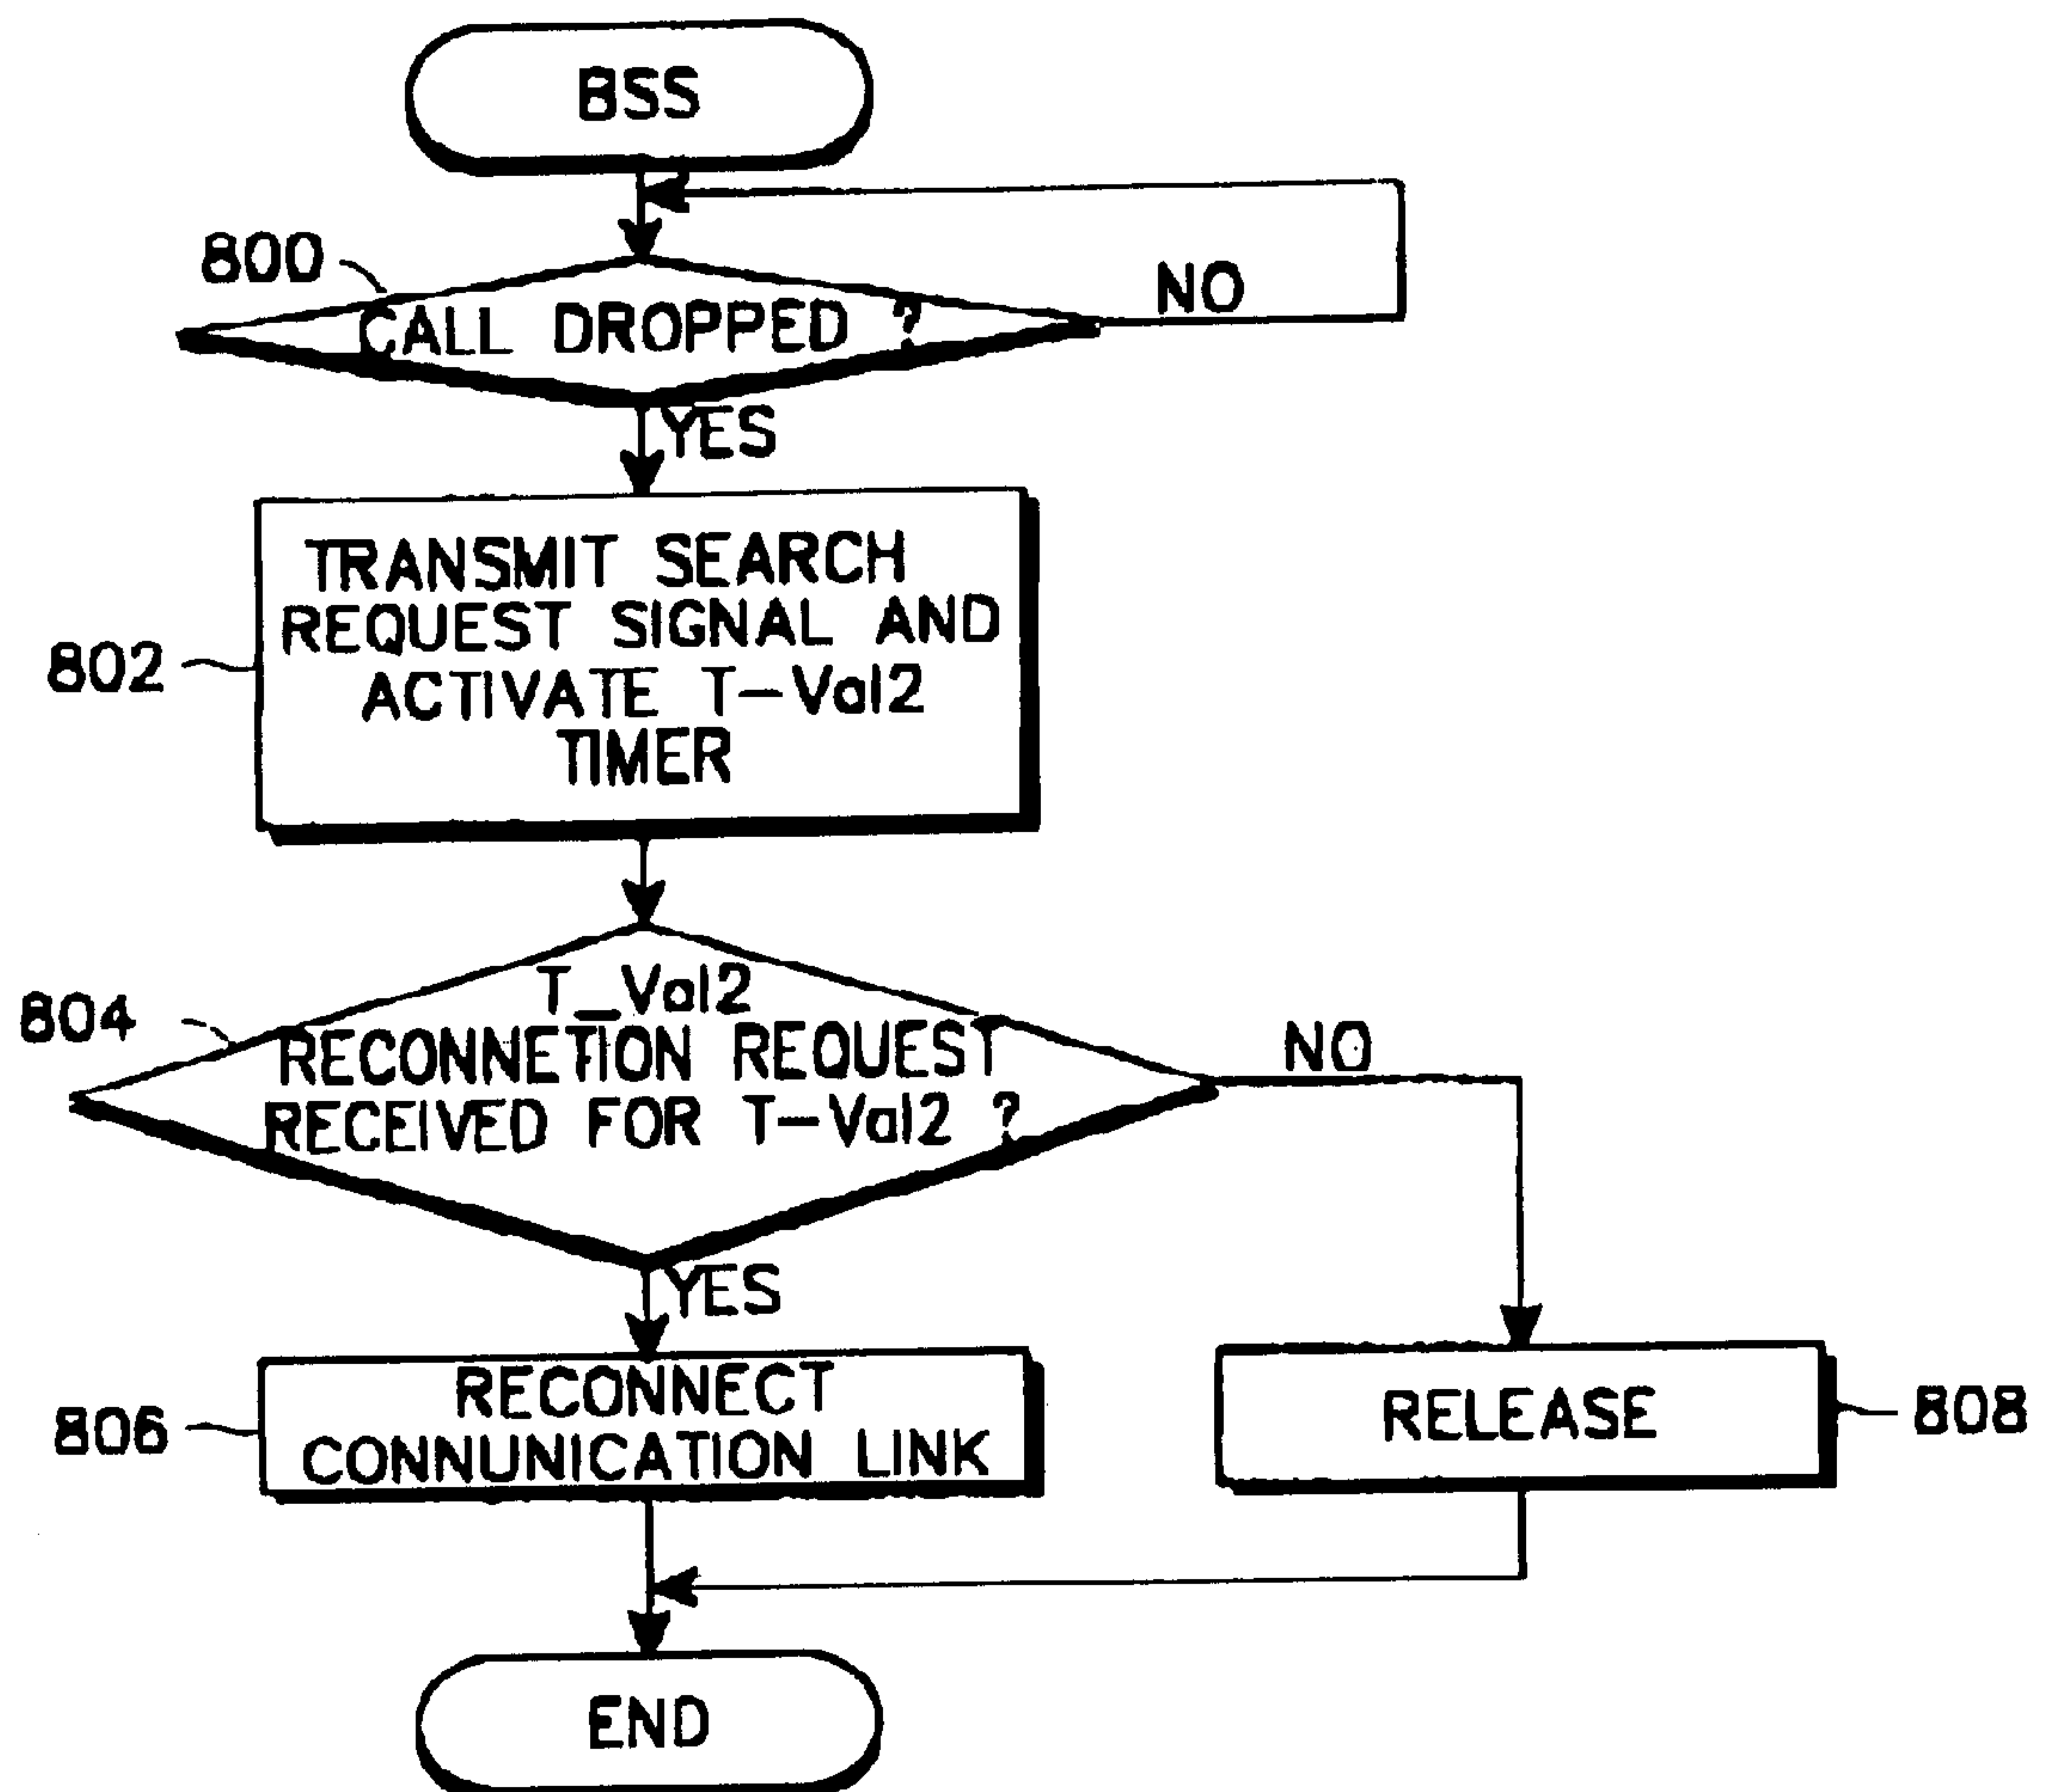 BSS
800
CALL DROPPED ?
NO
YES
802
TRANSMIT SEARCH
REQUEST SIGNAL AND
ACTIVATE T-Val2
TIMER
804
T_Val2
RECONNETION REQUEST
RECEIVED FOR T-Val2 ?
NO
YES
806
RECONNECT
CONNUNICATION LINK
RELEASE
808
END